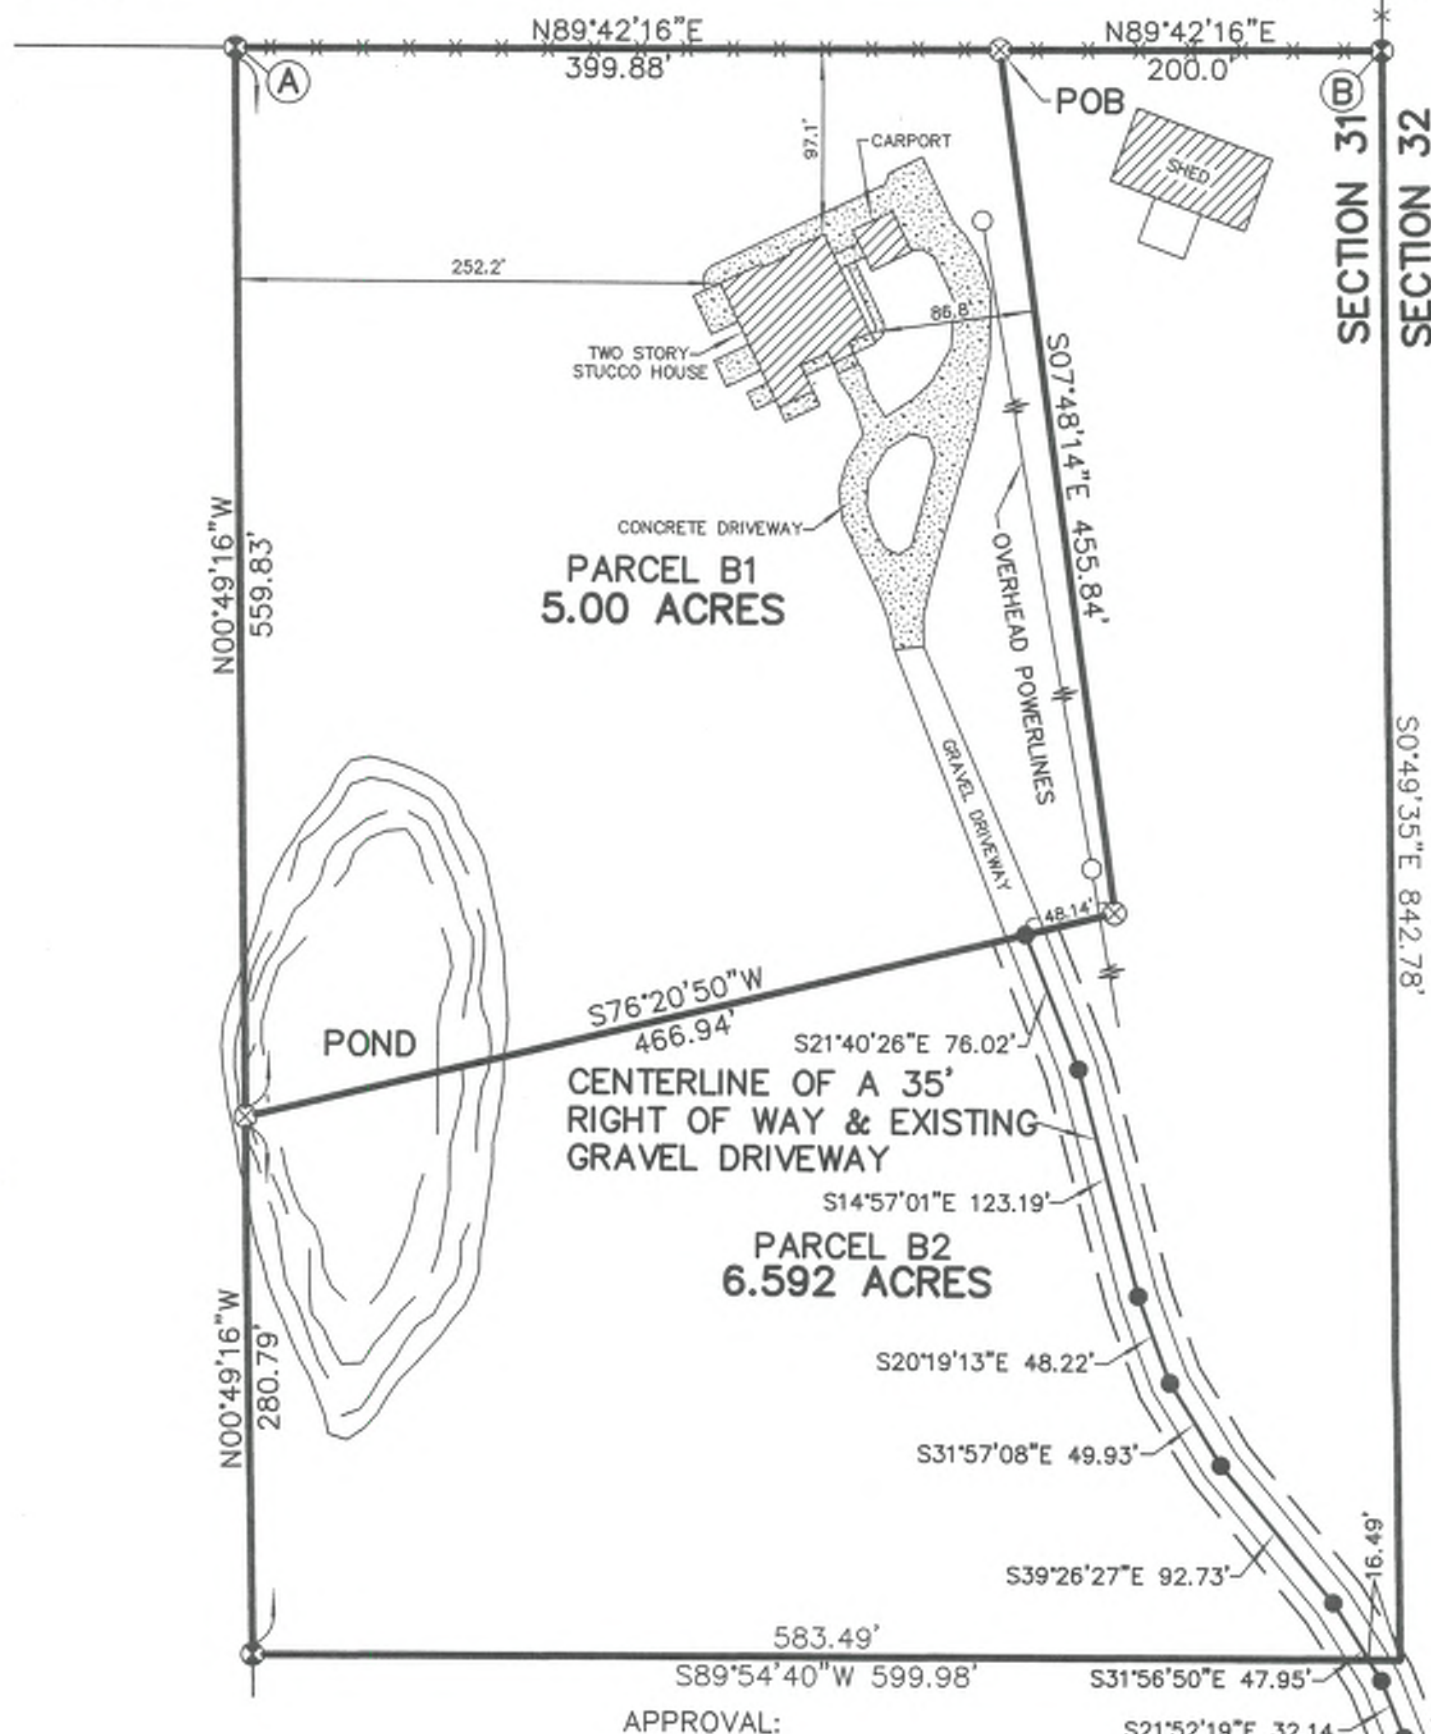 N89°42'16"E
399.88'
N89°42'16"E
200.0'
A
B
POB
SECTION 31
SECTION 32
97.1'
CARPORT
SHED
252.2'
86.8'
TWO STORY
STUCCO HOUSE
S07°48'14"E 455.84'
CONCRETE DRIVEWAY
PARCEL B1
5.00 ACRES
N00°49'16"W
559.83'
OVERHEAD POWERLINES
GRAVEL DRIVEWAY
S0°49'35"E 842.78'
48.14'
S76°20'50"W
466.94'
POND
S21°40'26"E 76.02'
CENTERLINE OF A 35'
RIGHT OF WAY & EXISTING
GRAVEL DRIVEWAY
S14°57'01"E 123.19'
PARCEL B2
6.592 ACRES
N00°49'16"W
280.79'
S20°19'13"E 48.22'
S31°57'08"E 49.93'
S39°26'27"E 92.73'
16.49'
583.49'
S89°54'40"W 599.98'
S31°56'50"E 47.95'
S21°52'19"E 32.14
APPROVAL: